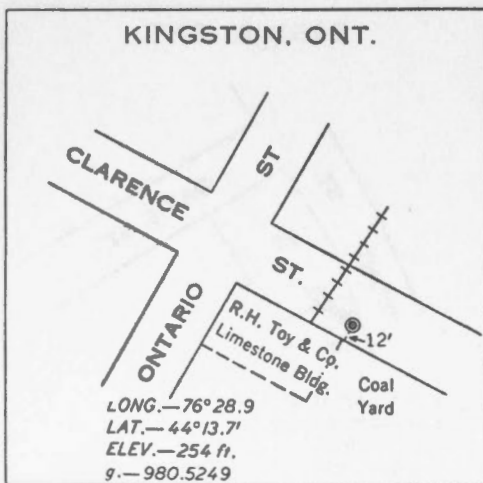 KINGSTON, ONT.
CLARENCE
ST
ST.
ONTARIO
R.H. Toy & Co.
Limestone Bldg.
12'
Coal
Yard
LONG.—76°28.9
LAT.—44°13.7'
ELEV.—254 ft.
g.—980.5249